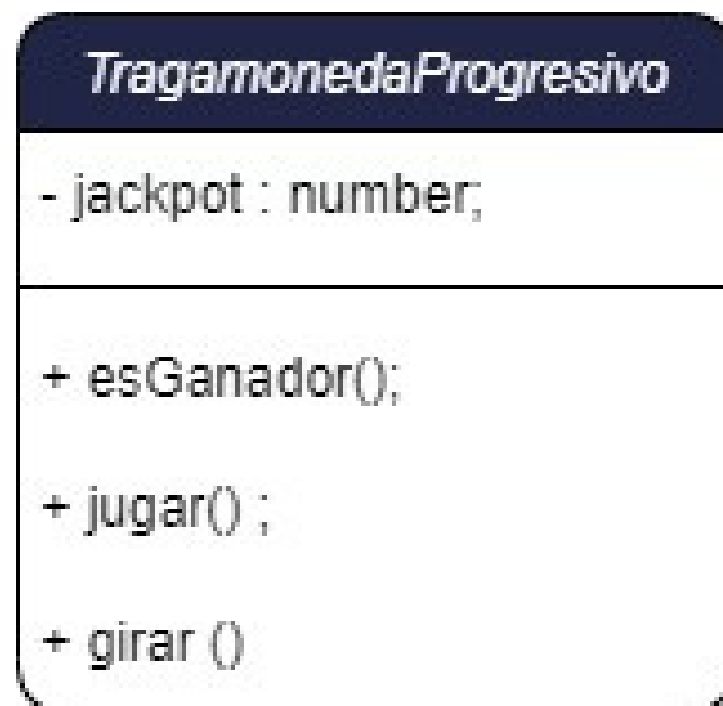 TragamonedaProgresivo
- jackpot : number;
+ esGanador();
+ jugar() ;
+ girar ()